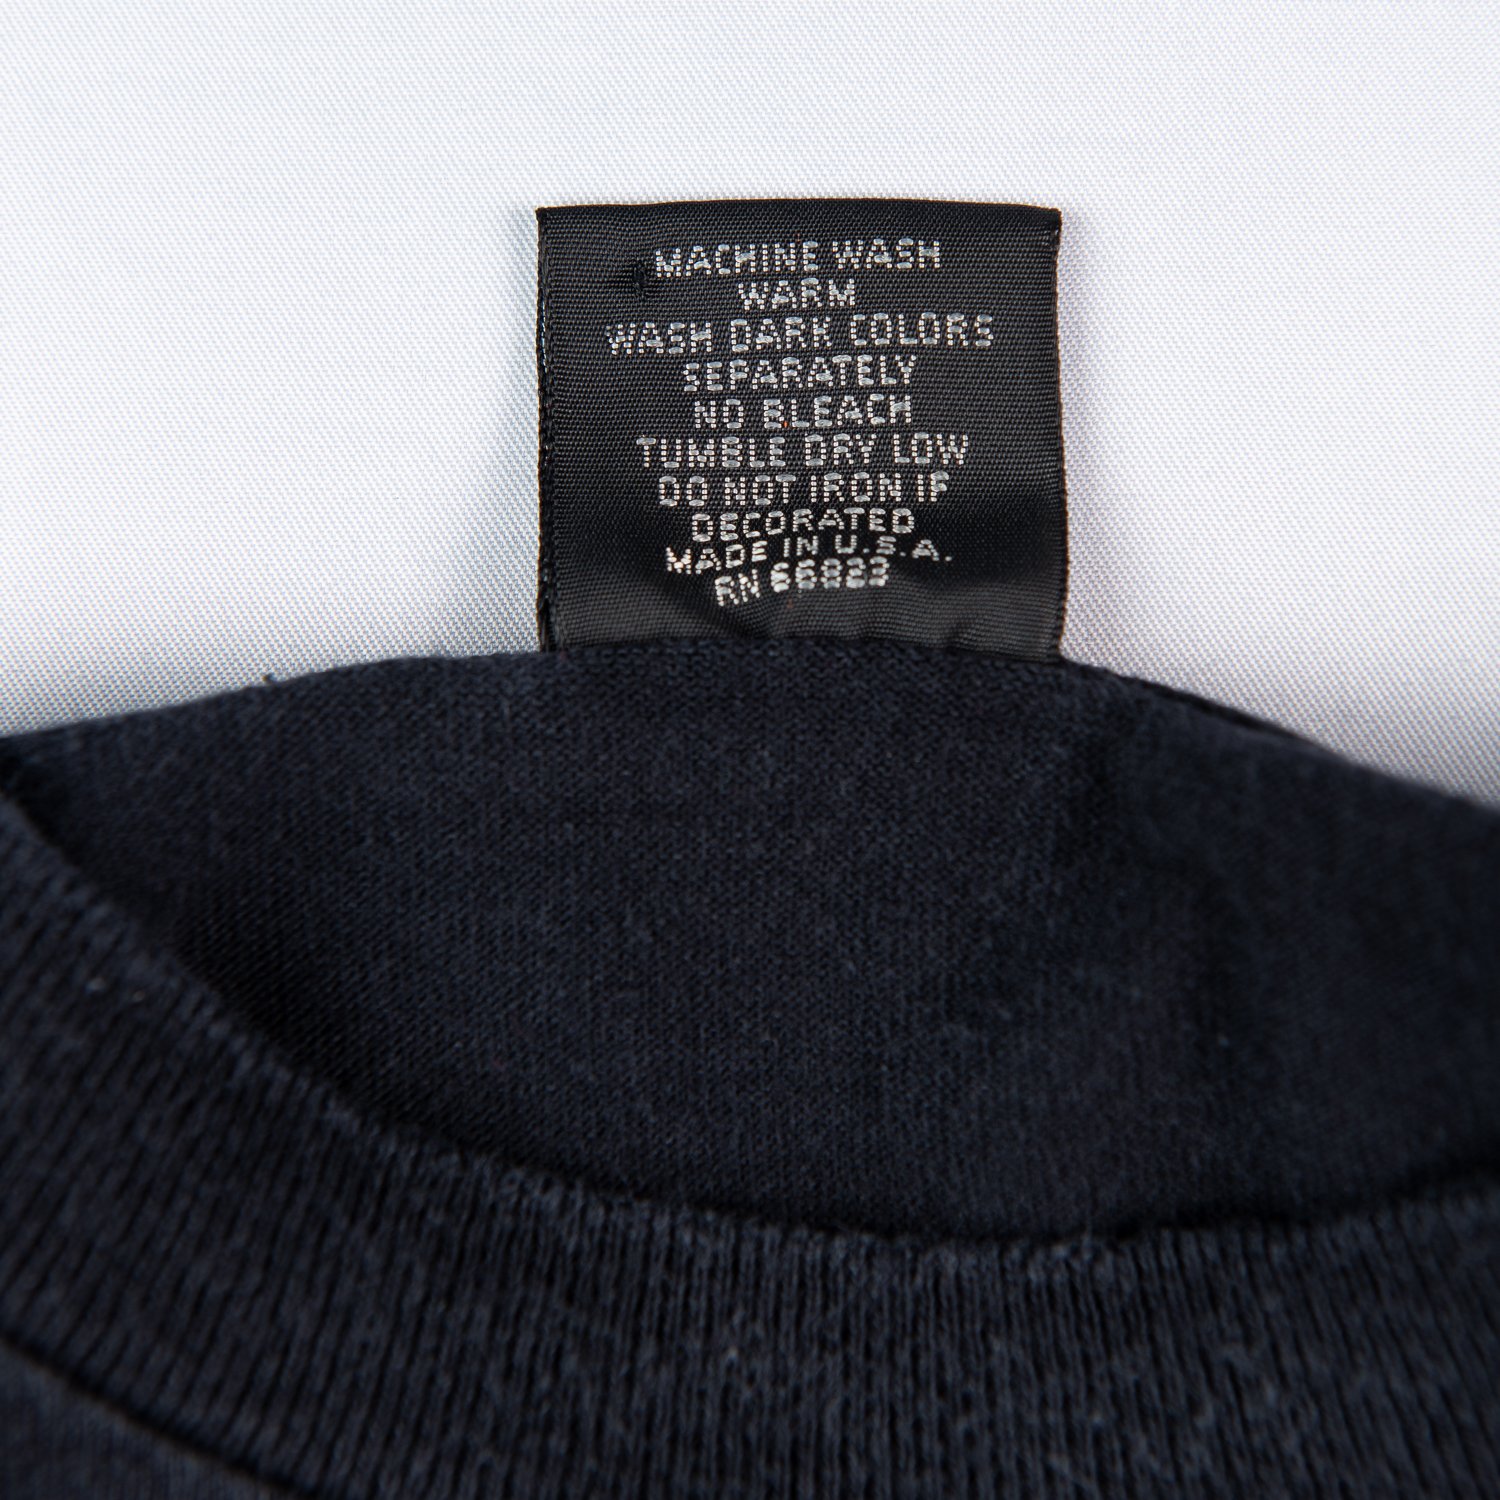 MACHINE WASH
WARM
WASH DARK COLORS
SEPARATELY
NO BLEACH
TUMBLE DRY LOW
DO NOT IRON IF
DECORATED
MADE IN U.S.A.
RN 66823